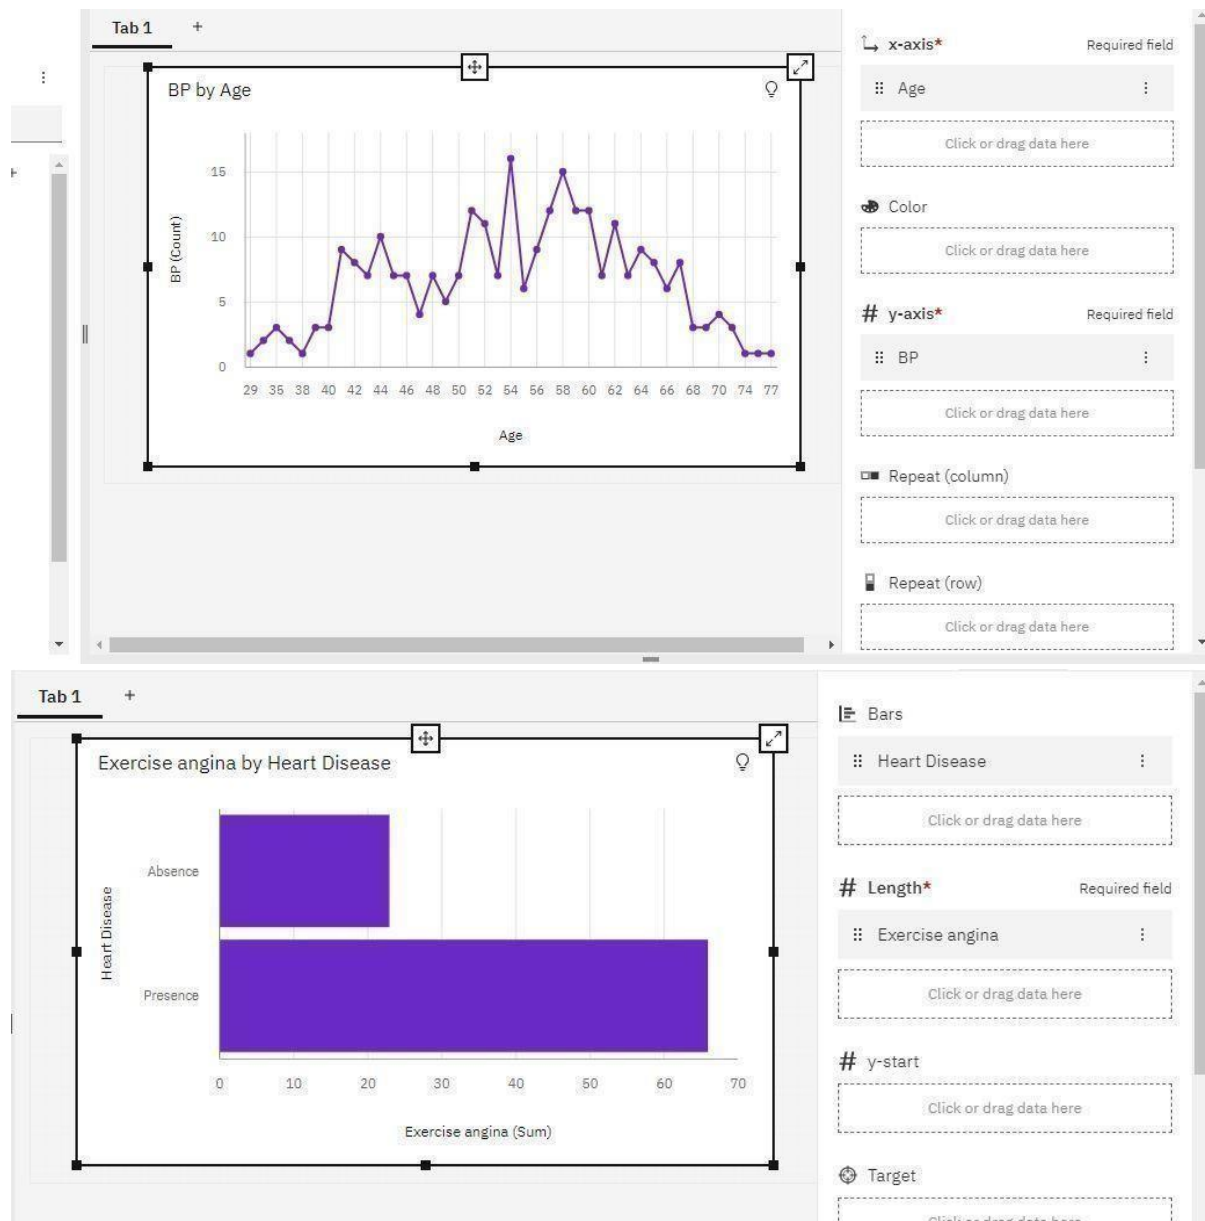 Tab 1 +
BP by Age
15
10
5
0
BP (Count)
29 35 38 40 42 44 46 48 50 52 54 56 58 60 62 64 66 68 70 74 77
Age
x-axis* Required field
Age
Click or drag data here
Color
Click or drag data here
# y-axis* Required field
BP
Click or drag data here
Repeat (column)
Click or drag data here
Repeat (row)
Click or drag data here
Tab 1 +
Exercise angina by Heart Disease
Heart Disease
Absence
Presence
0 10 20 30 40 50 60 70
Exercise angina (Sum)
Bars
Heart Disease
Click or drag data here
# Length* Required field
Exercise angina
Click or drag data here
# y-start
Click or drag data here
Target
Click or drag data here